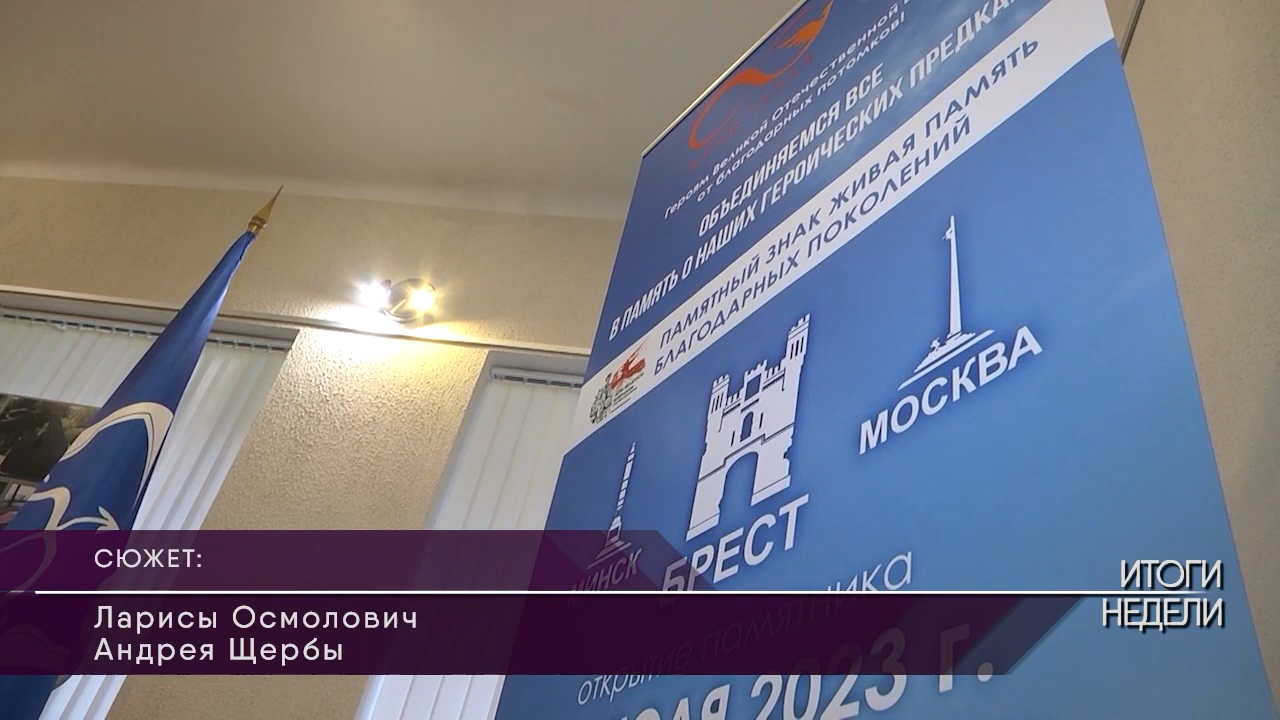 Героям Великой Отечественной
от благодарных потомков!
ОБЪЕДИНЯЕМСЯ ВСЕ
В ПАМЯТЬ О НАШИХ ГЕРОИЧЕСКИХ ПРЕДКАХ
ПАМЯТНЫЙ ЗНАК ЖИВАЯ ПАМЯТЬ
БЛАГОДАРНЫХ ПОКОЛЕНИЙ
МОСКВА
БРЕСТ
МИНСК
открытие памятника
2023 г.
СЮЖЕТ:
Ларисы Осмолович
Андрея Щербы
ИТОГИ
НЕДЕЛИ